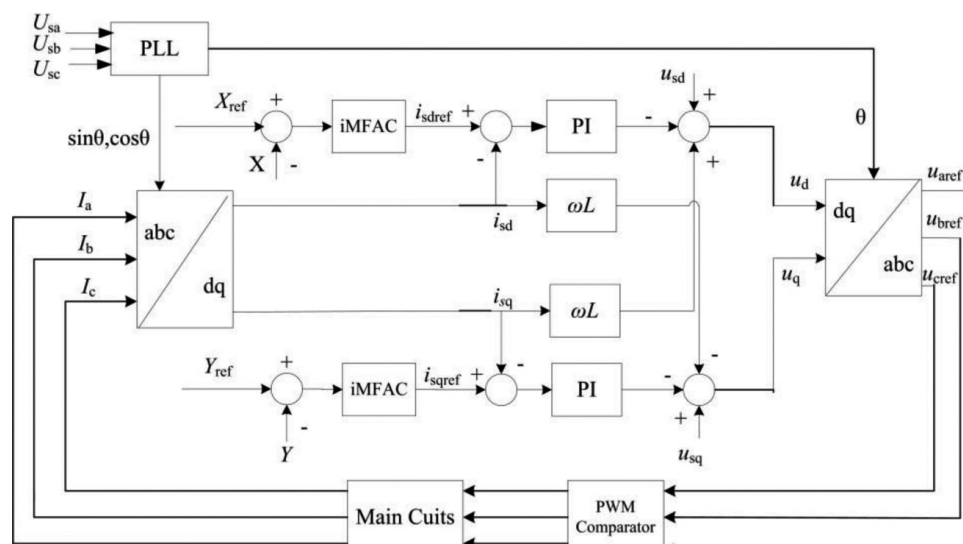 Usa
Usb
Usc
PLL
sinθ,cosθ
Xref
+
X
-
iMFAC
isdref
+
-
PI
-
usd
+
+
θ
Ia
Ib
Ic
abc
dq
isd
ωL
isq
ωL
ud
uq
dq
abc
uaref
ubref
ucref
Yref
+
Y
-
iMFAC
isqref
+
-
PI
-
-
+
usq
Main Cuits
PWM
Comparator